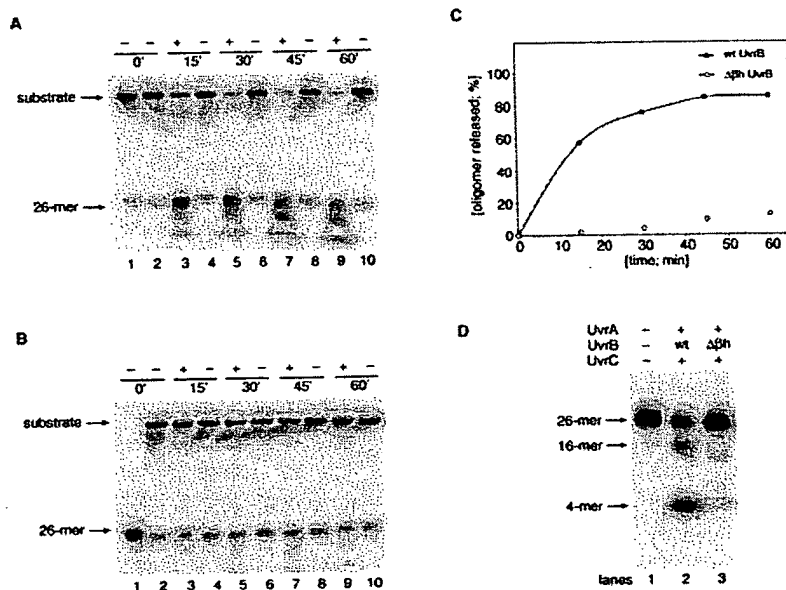 A
- - + - + - + - + -
0' 15' 30' 45' 60'
substrate
26-mer
1 2 3 4 5 6 7 8 9 10
B
- + - + - + - + -
0' 15' 30' 45' 60'
substrate
26-mer
1 2 3 4 5 6 7 8 9 10
C
wt UvrB
Δβh UvrB
100
80
60
40
20
0
[oligomer released; %]
0 10 20 30 40 50 60
[time; min]
D
UvrA - + +
UvrB - wt Δβh
UvrC - + +
26-mer
16-mer
4-mer
lanes 1 2 3